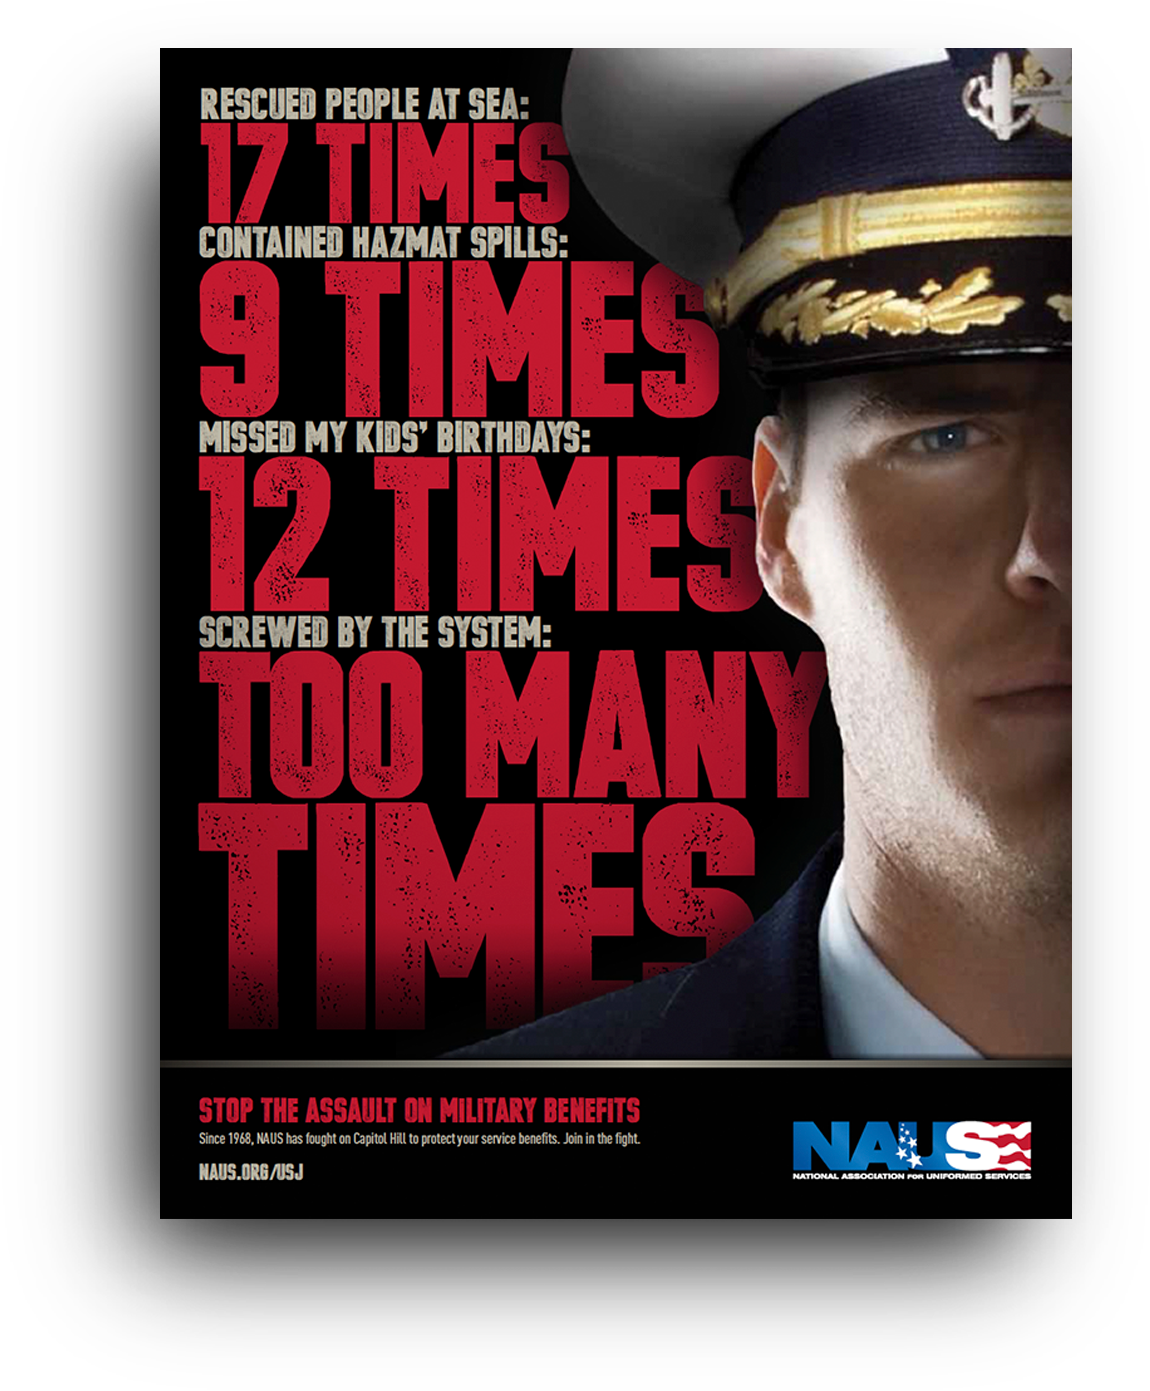 RESCUED PEOPLE AT SEA:
17 TIMES
CONTAINED HAZMAT SPILLS:
9 TIMES
MISSED MY KIDS' BIRTHDAYS:
12 TIMES
SCREWED BY THE SYSTEM:
TOO MANY
TIMES
STOP THE ASSAULT ON MILITARY BENEFITS
Since 1968, NAUS has fought on Capitol Hill to protect your service benefits. Join in the fight.
NAUS.ORG/USJ
NAUS
NATIONAL ASSOCIATION FOR UNIFORMED SERVICES